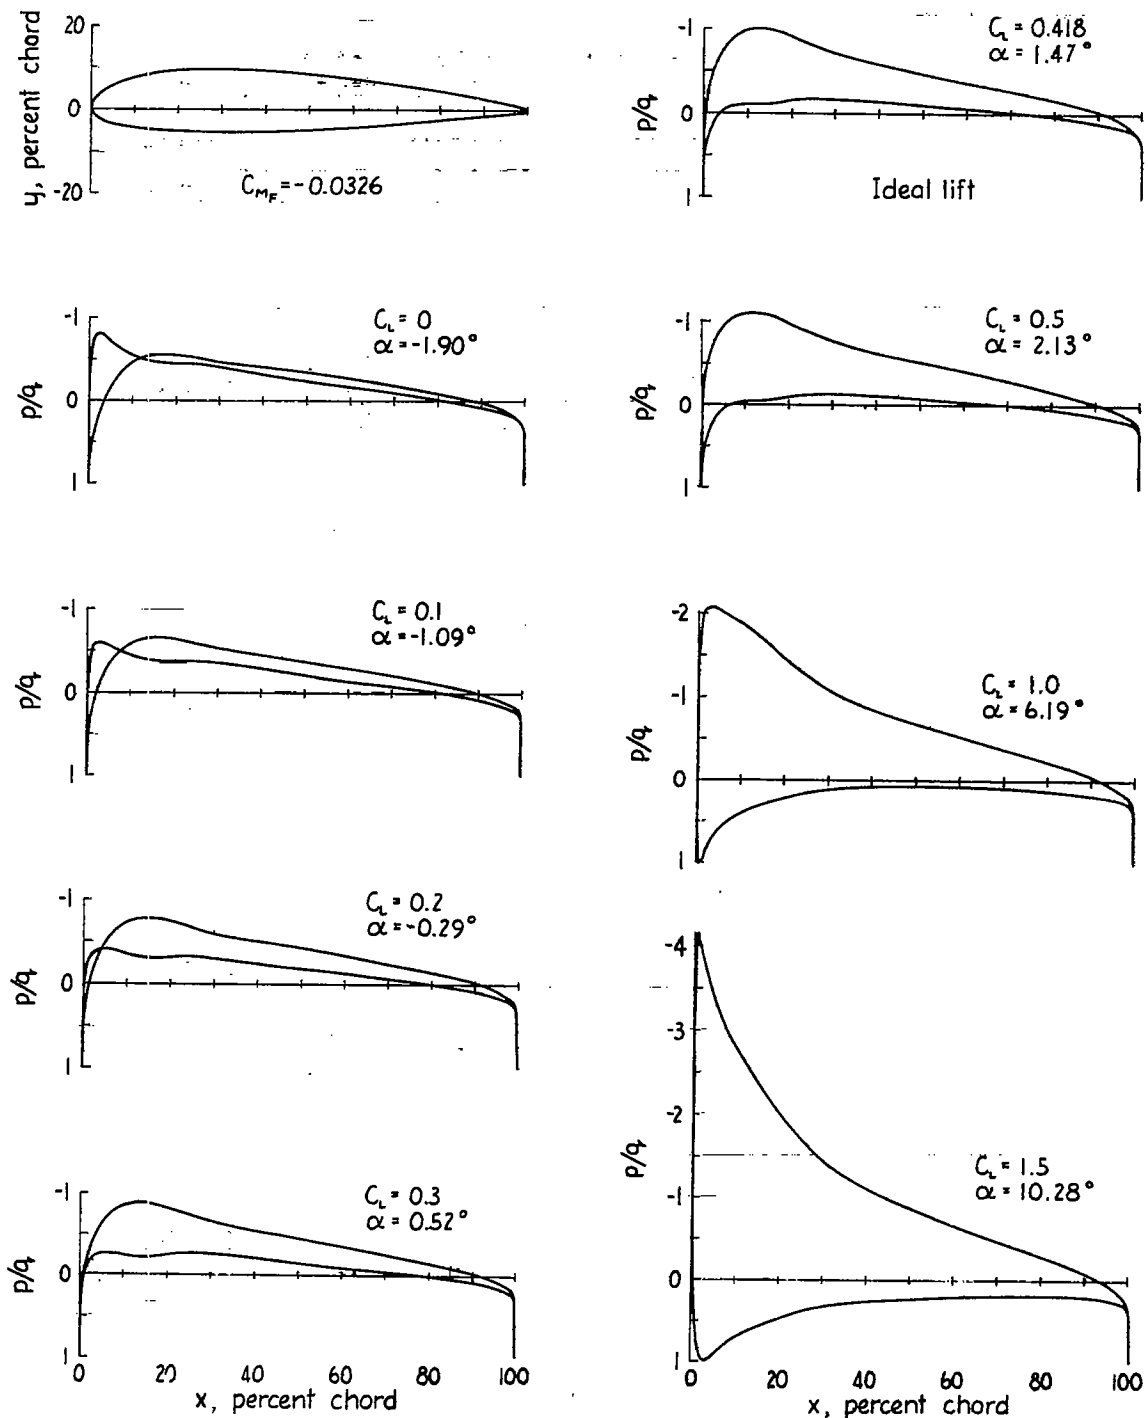 20
0
-20
y, percent chord
C_MF = -0.0326
-1
0
1
p/q
C_L = 0.418
α = 1.47°
Ideal lift
-1
0
1
p/q
C_L = 0
α = -1.90°
-1
0
1
p/q
C_L = 0.5
α = 2.13°
-1
0
1
p/q
C_L = 0.1
α = -1.09°
-2
-1
0
1
p/q
C_L = 1.0
α = 6.19°
-1
0
1
p/q
C_L = 0.2
α = -0.29°
-4
-3
-2
-1
0
1
p/q
C_L = 1.5
α = 10.28°
-1
0
1
p/q
C_L = 0.3
α = 0.52°
0 20 40 60 80 100
x, percent chord
0 20 40 60 80 100
x, percent chord